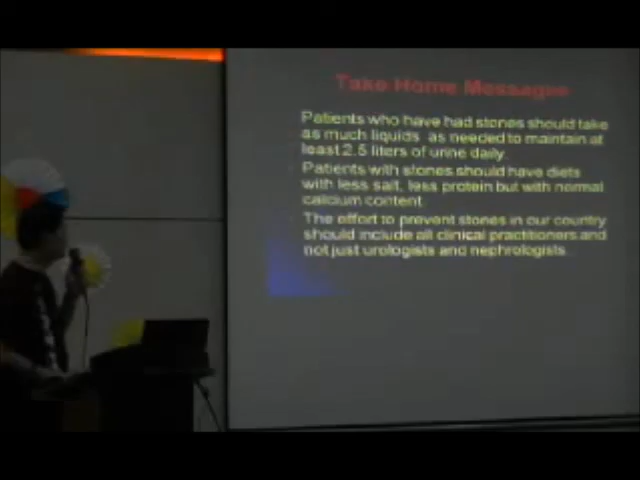 Take Home Messages
Patients who have had stones should take
as much liquids as needed to maintain at
least 2.5 liters of urine daily.
Patients with stones should have diets
with less salt, less protein but with normal
calcium content.
The effort to prevent stones in our country
should include all clinical practitioners and
not just urologists and nephrologists.